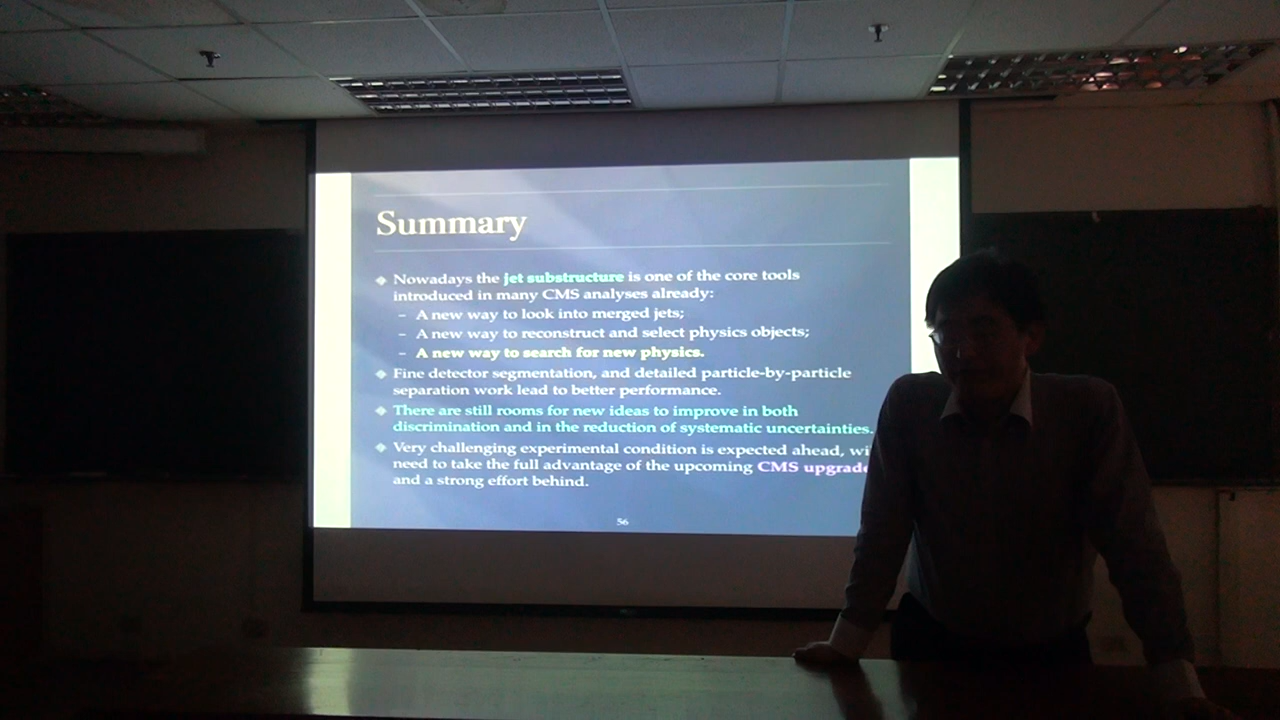 Summary
❖ Nowadays the jet substructure is one of the core tools
introduced in many CMS analyses already:
– A new way to look into merged jets;
– A new way to reconstruct and select physics objects;
– A new way to search for new physics.
❖ Fine detector segmentation, and detailed particle-by-particle
separation work lead to better performance.
❖ There are still rooms for new ideas to improve in both
discrimination and in the reduction of systematic uncertainties.
❖ Very challenging experimental condition is expected ahead,
need to take the full advantage of the upcoming CMS upgrade
and a strong effort behind.
56